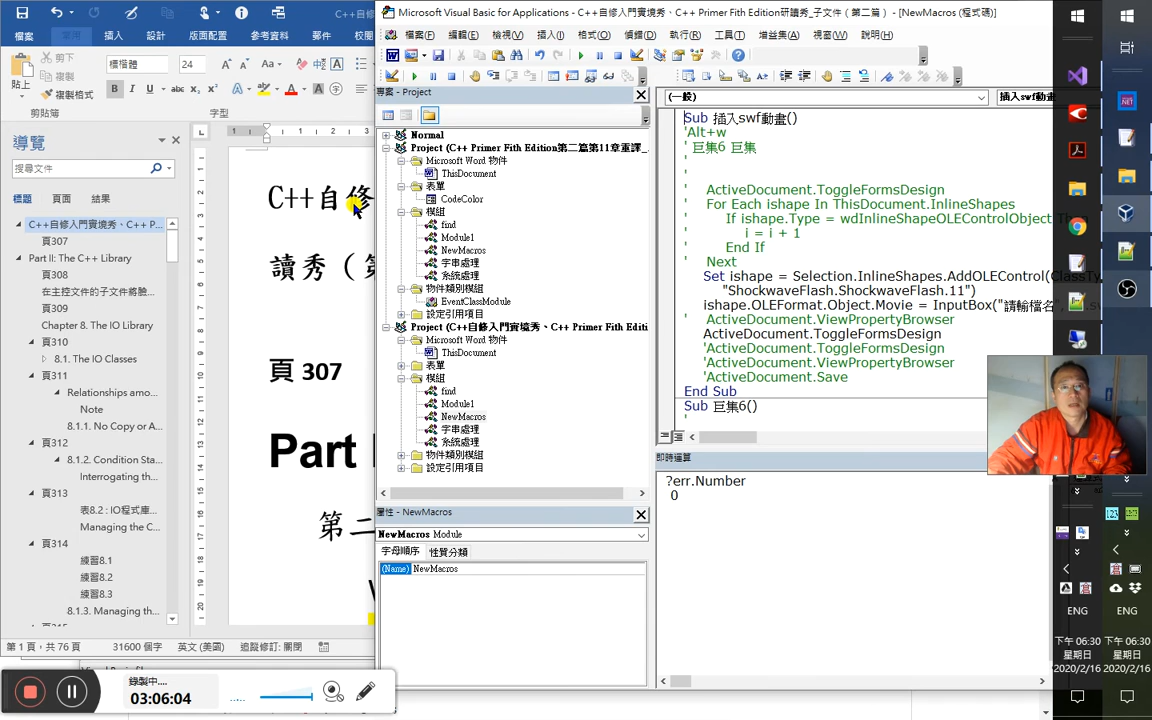 Microsoft Visual Basic for Applications - C++自修入門實境秀、C++ Primer Fith Edition研讀秀_子文件（第二篇） - [NewMacros (程式碼)]
檔案 常用 插入 設計 版面配置 參考資料 郵件
檔案(F) 編輯(E) 檢視(V) 插入(I) 格式(O) 偵錯(D) 執行(R) 工具(T) 增益集(A) 視窗(W) 說明(H)
剪下
複製
複製格式
貼上
標楷體 24
剪貼簿
字型
導覽
搜尋文件
標題 頁面 結果
C++自修入門實境秀、C++ P...
頁307
Part II: The C++ Library
頁308
在主控文件的子文件將臉...
頁309
Chapter 8. The IO Library
頁310
8.1. The IO Classes
頁311
Relationships amo...
Note
8.1.1. No Copy or A...
頁312
8.1.2. Condition Sta...
Interrogating th...
頁313
表8.2 : IO程式庫...
Managing the C...
頁314
練習8.1
練習8.2
練習8.3
8.1.3. Managing th...
C++自修
讀秀（
頁 307
Part
第二
第 1 頁，共 76 頁 31600 個字 英文 (美國) 追蹤修訂: 關閉
專案 - Project
Normal
Project (C++ Primer Fith Edition第二篇第11章重譯_
Microsoft Word 物件
ThisDocument
表單
CodeColor
模組
find
Module1
NewMacros
字串處理
系統處理
物件類別模組
EventClassModule
設定引用項目
Project (C++自修入門實境秀、C++ Primer Fith Editi
Microsoft Word 物件
ThisDocument
表單
模組
find
Module1
NewMacros
字串處理
系統處理
物件類別模組
設定引用項目
屬性 - NewMacros
NewMacros Module
字母順序 性質分類
(Name) NewMacros
(一般) 插入swf動畫
Sub 插入swf動畫()
'Alt+w
' 巨集6 巨集
'
'
' ActiveDocument.ToggleFormsDesign
' For Each ishape In ThisDocument.InlineShapes
' If ishape.Type = wdInlineShapeOLEControlObject Then
' i = i + 1
' End If
' Next
Set ishape = Selection.InlineShapes.AddOLEControl(ClassTyp
"ShockwaveFlash.ShockwaveFlash.11")
ishape.OLEFormat.Object.Movie = InputBox("請輸檔名
' ActiveDocument.ViewPropertyBrowser
ActiveDocument.ToggleFormsDesign
'ActiveDocument.ToggleFormsDesign
'ActiveDocument.ViewPropertyBrowser
'ActiveDocument.Save
End Sub
Sub 巨集6()
'
即時運算
?err.Number
0
錄製中....
03:06:04
ENG ENG
下午 06:30 下午 06:30
星期日 星期日
2020/2/16 2020/2/16